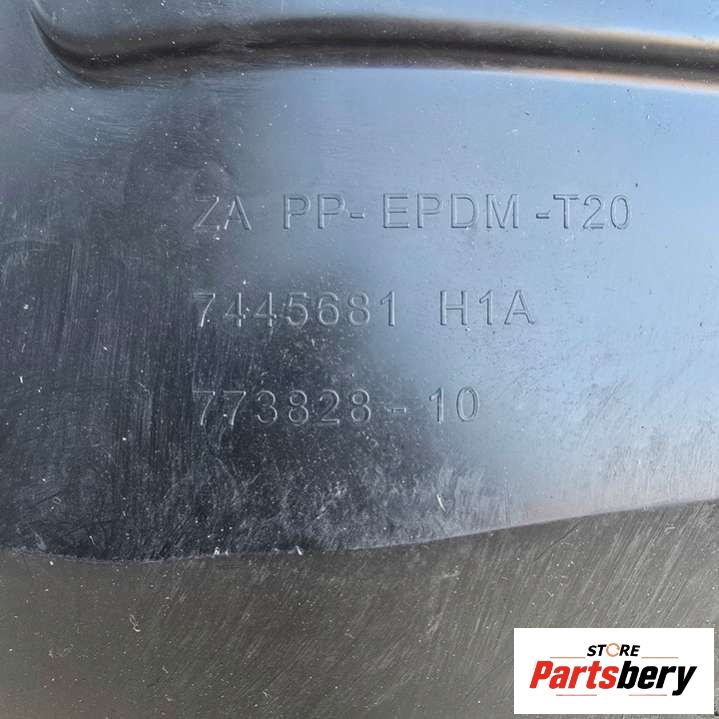 ZA PP-EPDM-T20
7445681 H1A
773828-10
STORE
Partsbery